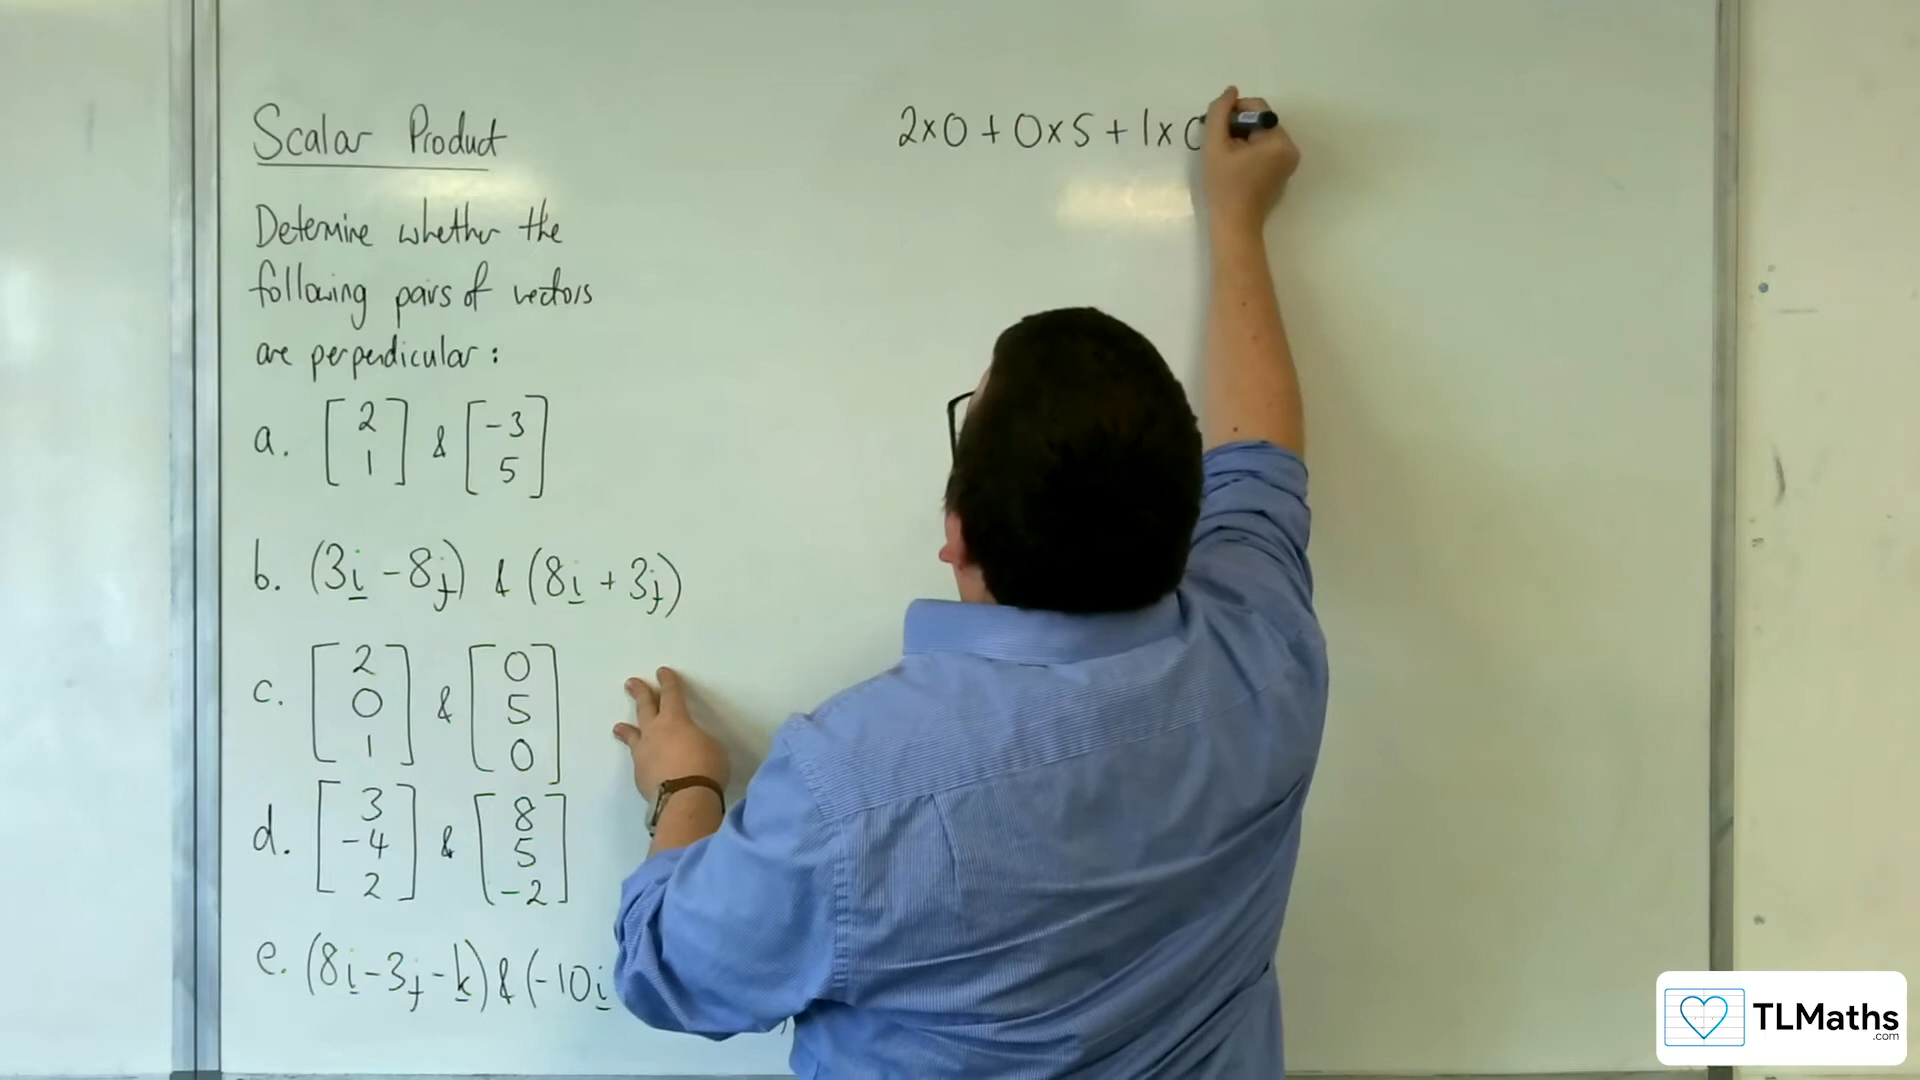 Scalar Product
Determine whether the
following pairs of vectors
are perpendicular:
a. [2 1] & [-3 5]
b. (3i - 8j) & (8i + 3j)
c. [2 0 1] & [0 5 0]
d. [3 -4 2] & [8 5 -2]
e. (8i - 3j - k) & (-10i
2×0 + 0×5 + 1×0
TLMaths
.com